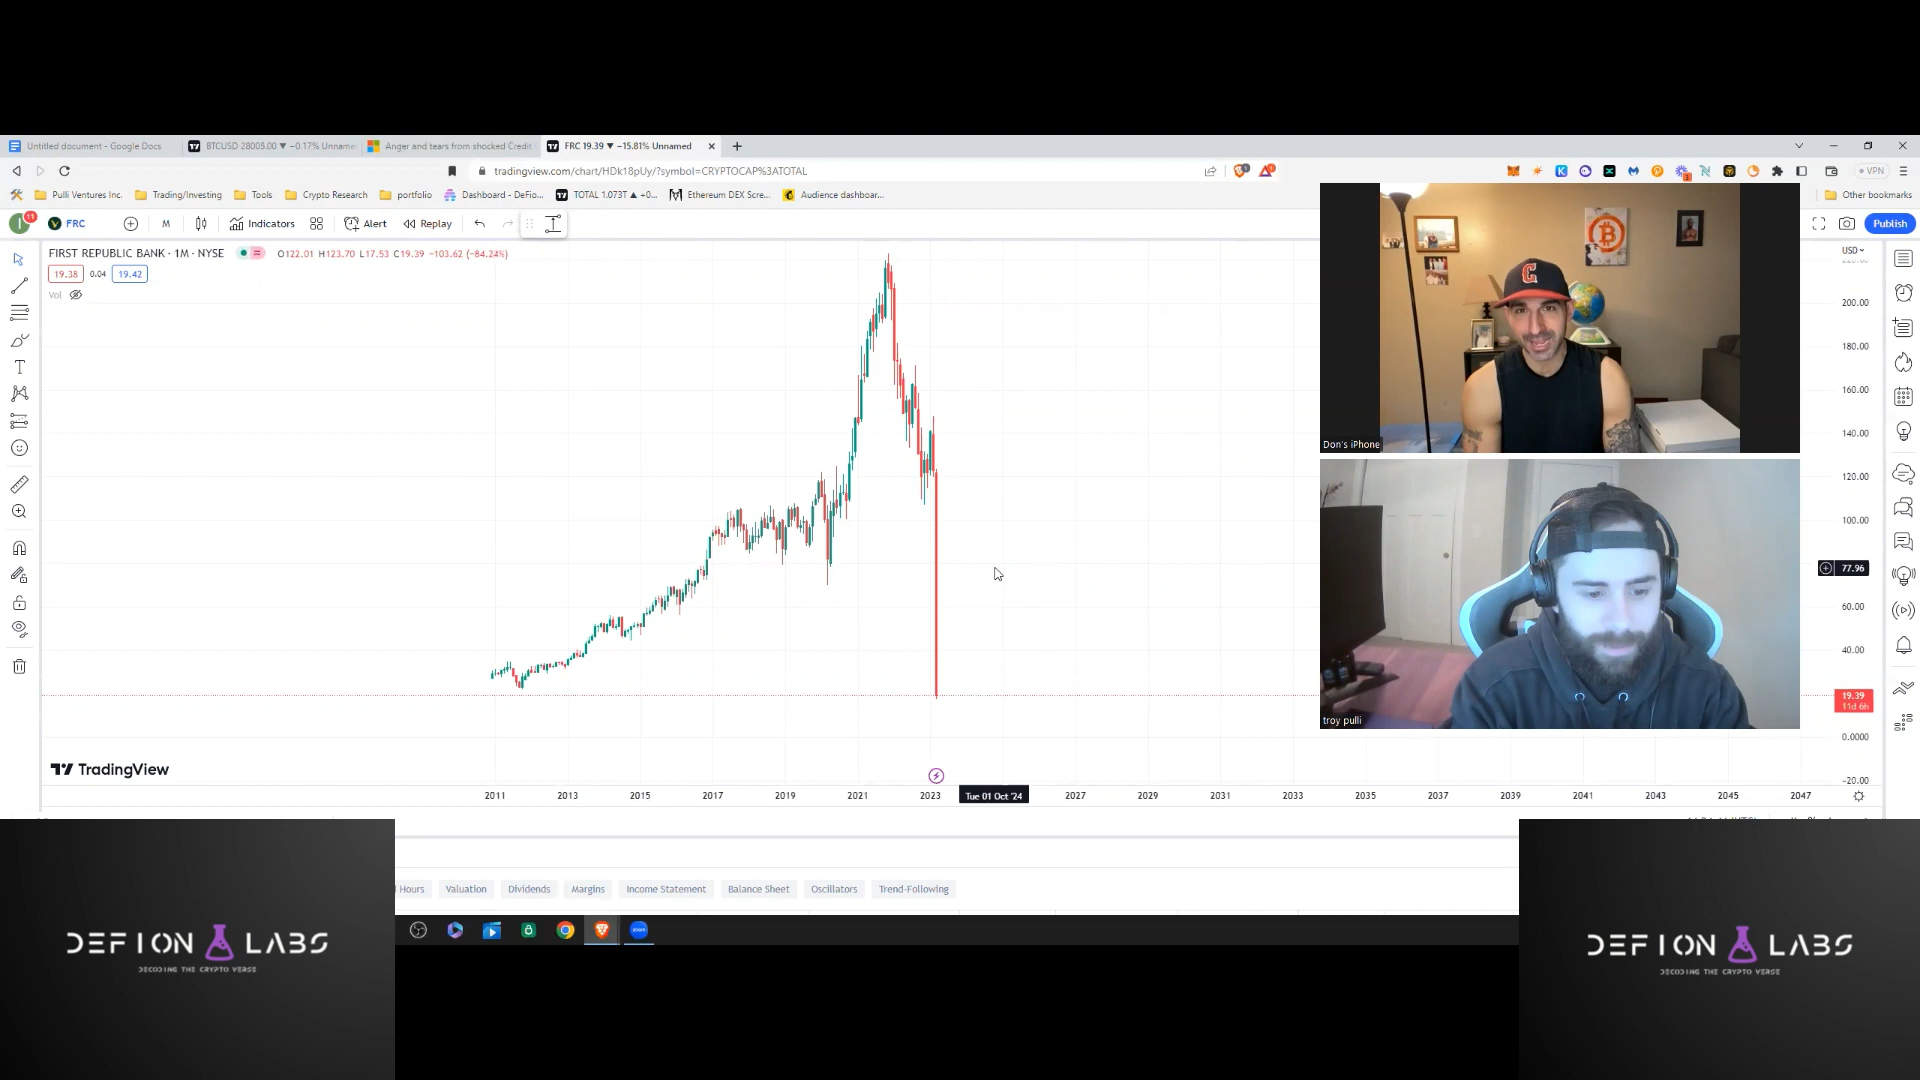 Untitled document - Google Docs
BTCUSD 28008.00 ▼ −0.17% Unname
Anger and tears from shocked Credit
FRC 19.39 ▼ −15.81% Unnamed
tradingview.com/chart/HDk18pUy/?symbol=CRYPTOCAP%3ATOTAL
VPN
Pulli Ventures Inc.
Trading/Investing
Tools
Crypto Research
portfolio
Dashboard - DeFio...
TOTAL 1.073T ▲ +0...
Ethereum DEX Scre...
Audience dashboar...
Other bookmarks
11
FRC
M
Indicators
Alert
Replay
Publish
FIRST REPUBLIC BANK · 1M · NYSE
O122.01 H123.70 L17.53 C19.39 −103.62 (−84.24%)
19.38
0.04
19.42
Vol
USD
200.00
180.00
160.00
140.00
120.00
100.00
77.96
60.00
40.00
19.39
11d 6h
0.0000
−20.00
Don's iPhone
troy pulli
TradingView
2011
2013
2015
2017
2019
2021
2023
Tue 01 Oct '24
2027
2029
2031
2033
2035
2037
2039
2041
2043
2045
2047
Hours
Valuation
Dividends
Margins
Income Statement
Balance Sheet
Oscillators
Trend-Following
zoom
DEFION LABS
DECODING THE CRYPTO VERSE
DEFION LABS
DECODING THE CRYPTO VERSE